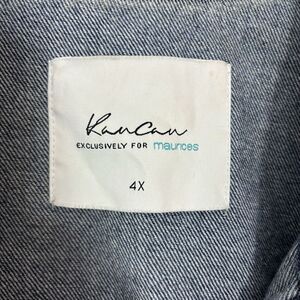 KanCan
EXCLUSIVELY FOR maurices
4X